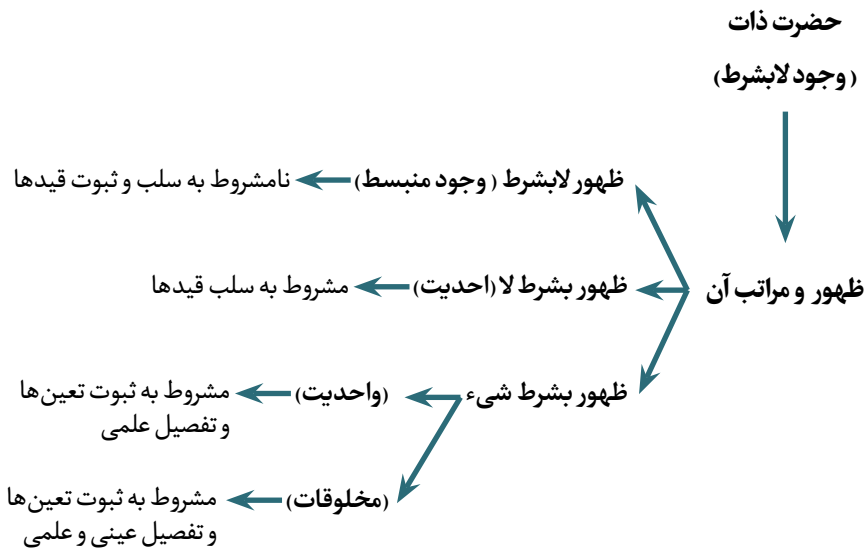 حضرت ذات
(وجود لابشرط)
ظهور و مراتب آن
ظهور لابشرط (وجود منبسط)
نامشروط به سلب و ثبوت قیدها
ظهور بشرط لا (احدیت)
مشروط به سلب قیدها
ظهور بشرط شیء
(واحدیت)
مشروط به ثبوت تعین‌ها
و تفصیل علمی
(مخلوقات)
مشروط به ثبوت تعین‌ها
و تفصیل عینی و علمی